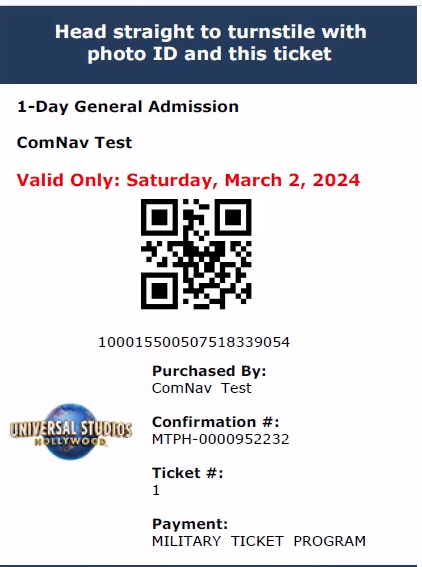 Head straight to turnstile with
photo ID and this ticket
1-Day General Admission
ComNav Test
Valid Only: Saturday, March 2, 2024
100015500507518339054
Purchased By:
ComNav Test
UNIVERSAL STUDIOS
HOLLYWOOD
Confirmation #:
MTPH-0000952232
Ticket #:
1
Payment:
MILITARY TICKET PROGRAM